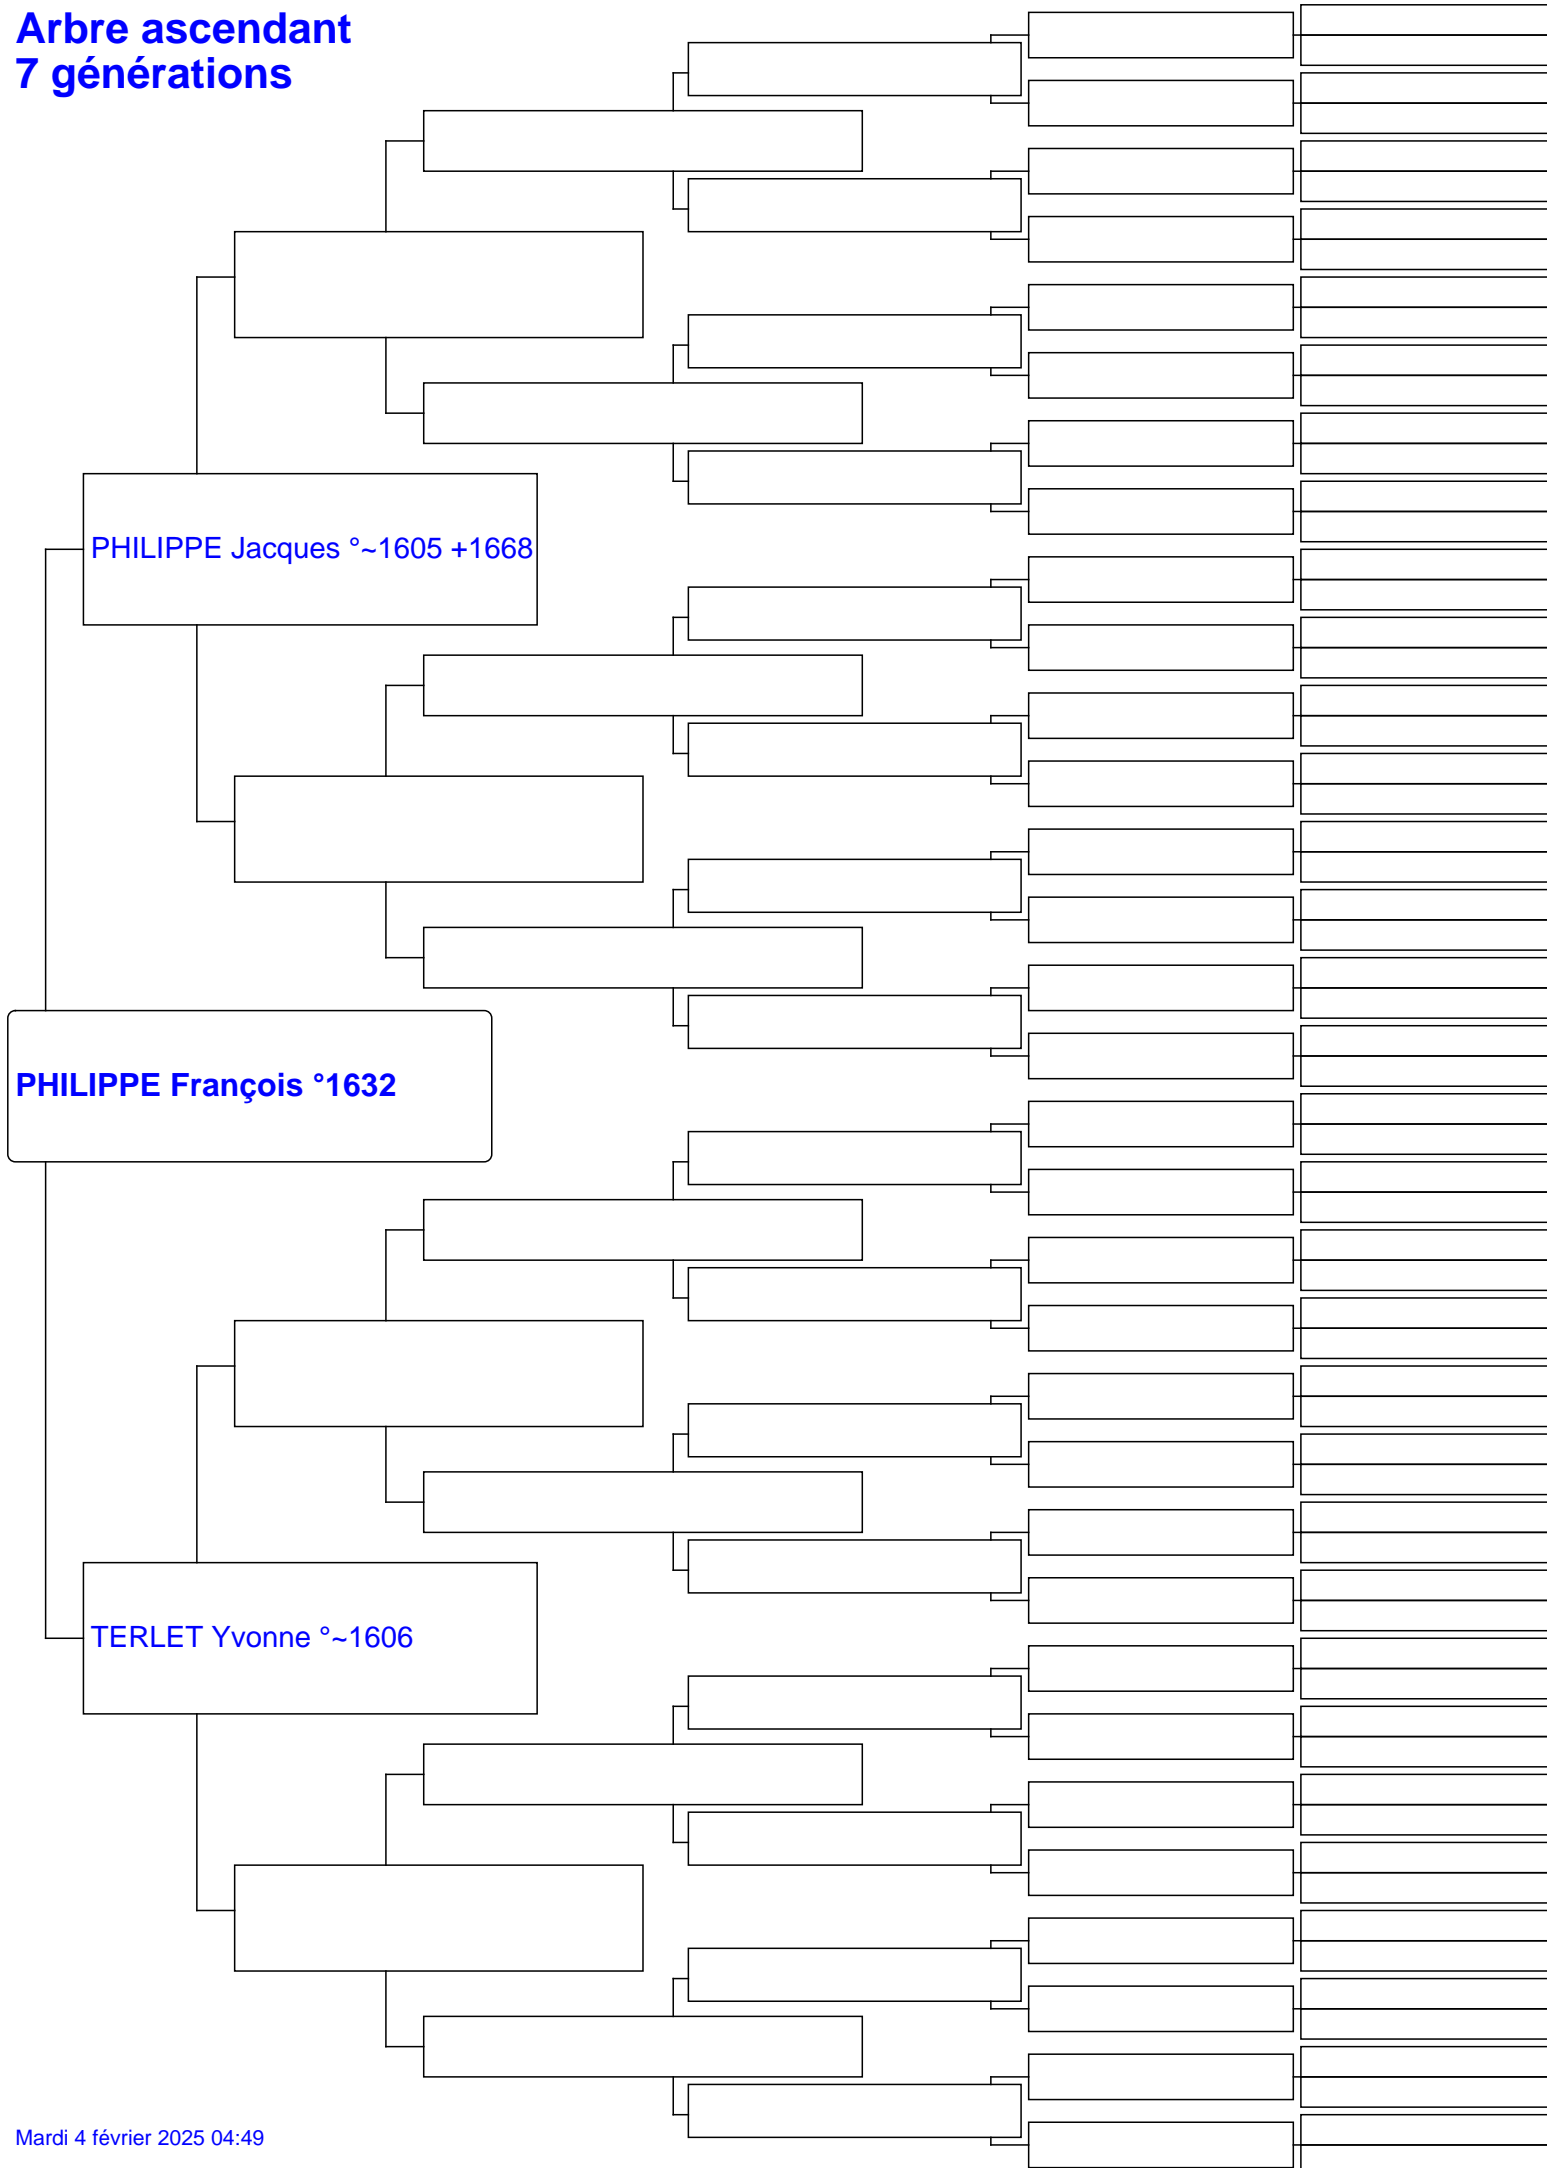 Arbre ascendant
7 générations
PHILIPPE Jacques °~1605 +1668
PHILIPPE François °1632
TERLET Yvonne °~1606
Mardi 4 février 2025 04:49